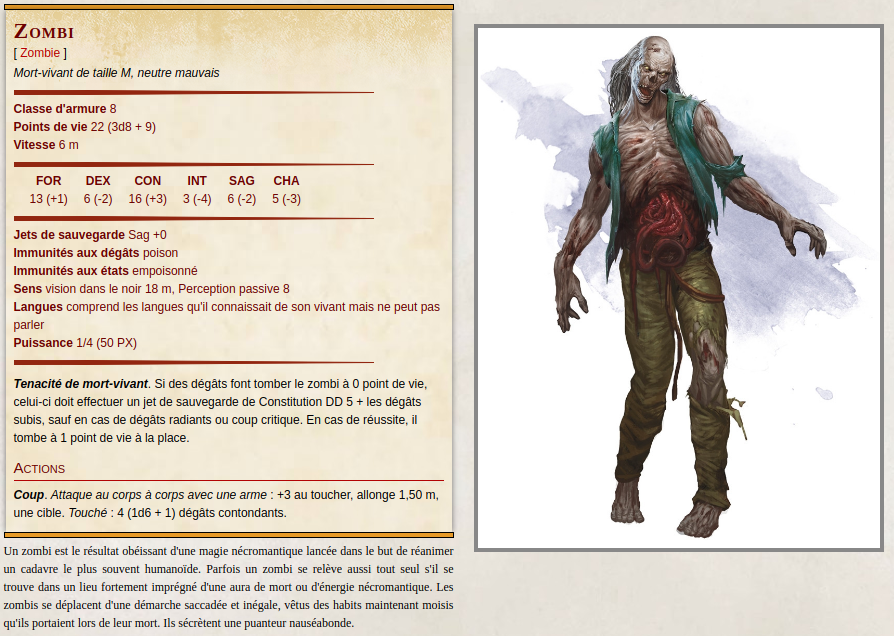 Zombi
[ Zombie ]
Mort-vivant de taille M, neutre mauvais
Classe d'armure 8
Points de vie 22 (3d8 + 9)
Vitesse 6 m
FOR DEX CON INT SAG CHA
13 (+1) 6 (-2) 16 (+3) 3 (-4) 6 (-2) 5 (-3)
Jets de sauvegarde Sag +0
Immunités aux dégâts poison
Immunités aux états empoisonné
Sens vision dans le noir 18 m, Perception passive 8
Langues comprend les langues qu'il connaissait de son vivant mais ne peut pas
parler
Puissance 1/4 (50 PX)
Tenacité de mort-vivant. Si des dégâts font tomber le zombi à 0 point de vie,
celui-ci doit effectuer un jet de sauvegarde de Constitution DD 5 + les dégâts
subis, sauf en cas de dégâts radiants ou coup critique. En cas de réussite, il
tombe à 1 point de vie à la place.
Actions
Coup. Attaque au corps à corps avec une arme : +3 au toucher, allonge 1,50 m,
une cible. Touché : 4 (1d6 + 1) dégâts contondants.
Un zombi est le résultat obéissant d'une magie nécromantique lancée dans le but de réanimer
un cadavre le plus souvent humanoïde. Parfois un zombi se relève aussi tout seul s'il se
trouve dans un lieu fortement imprégné d'une aura de mort ou d'énergie nécromantique. Les
zombis se déplacent d'une démarche saccadée et inégale, vêtus des habits maintenant moisis
qu'ils portaient lors de leur mort. Ils sécrètent une puanteur nauséabonde.